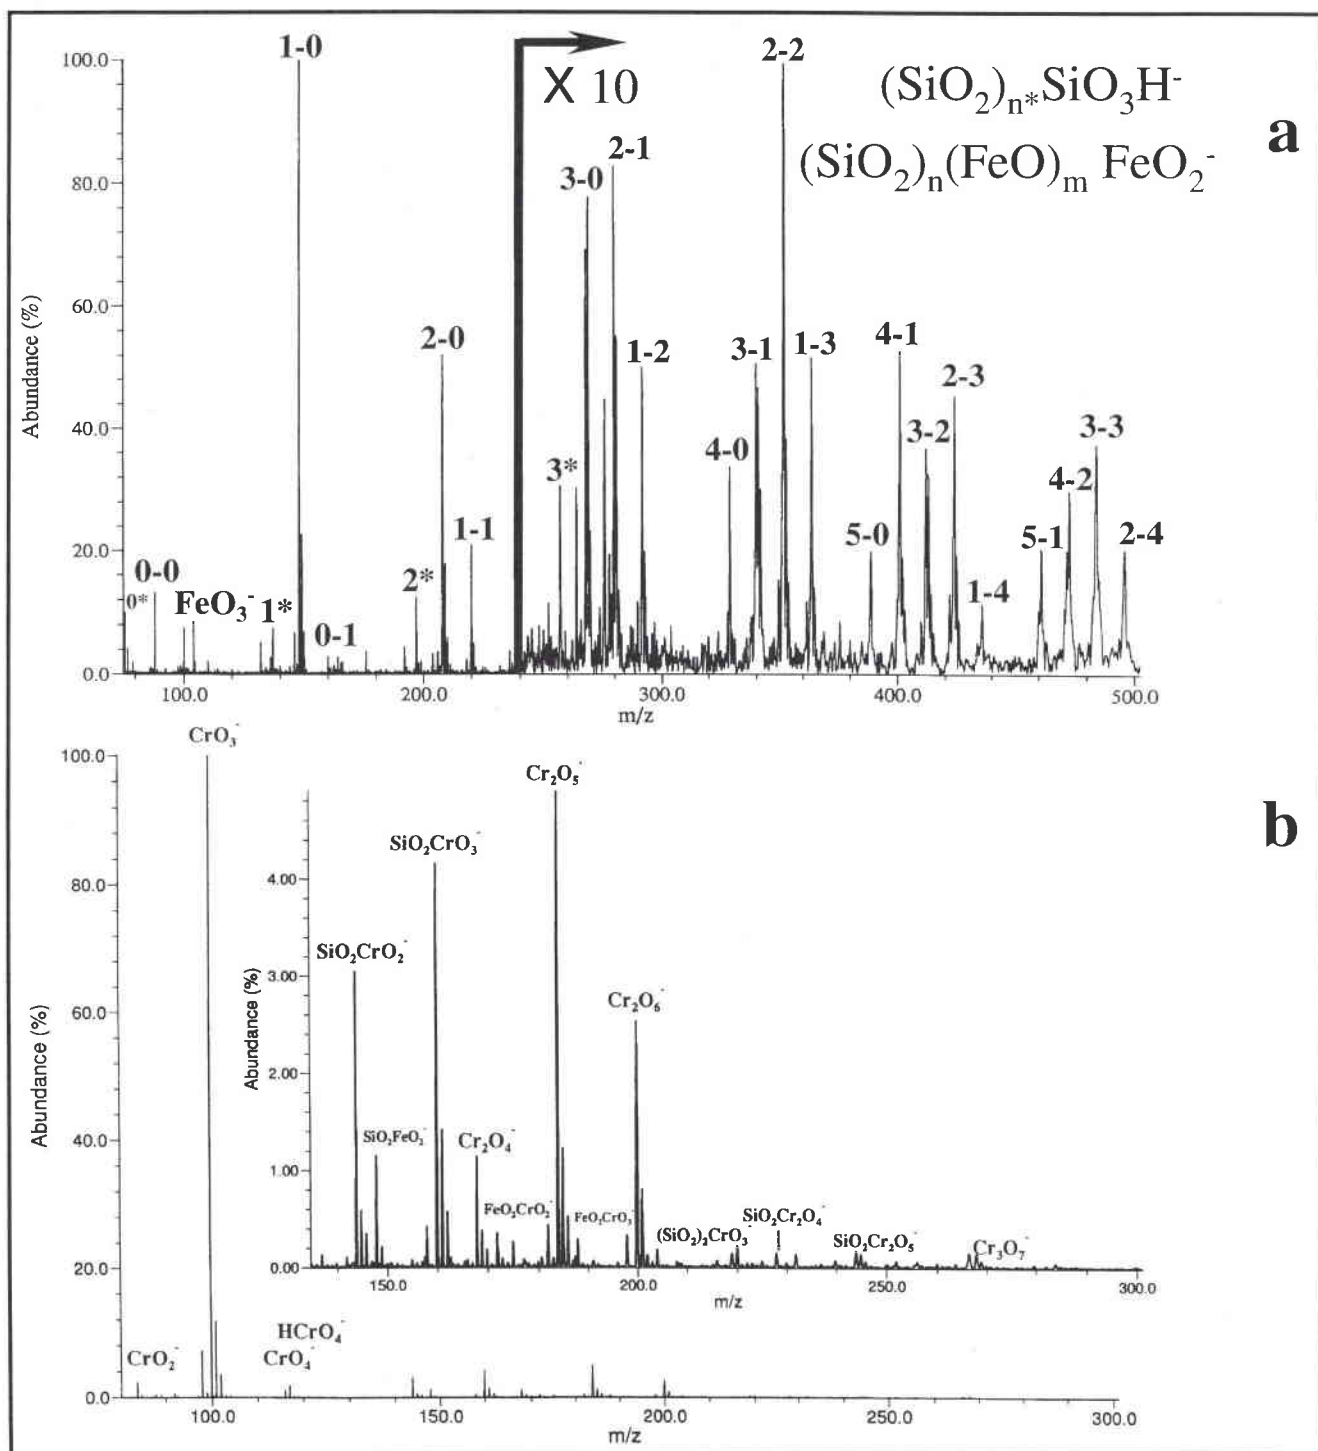 1-0
2-2
X 10
(SiO₂)ₙ*SiO₃H⁻
a
(SiO₂)ₙ(FeO)ₘ FeO₂⁻
2-1
3-0
2-0
1-2
3-1
1-3
4-1
2-3
3-2
3-3
4-0
3*
4-2
1-1
5-0
5-1
2-4
0-0
0*
FeO₃⁻
1*
2*
0-1
1-4
Abundance (%)
100.0
80.0
60.0
40.0
20.0
0.0
100.0 200.0 300.0 400.0 500.0
m/z
CrO₃⁻
Cr₂O₅⁻
b
SiO₂CrO₃⁻
SiO₂CrO₂⁻
Cr₂O₆⁻
SiO₂FeO₂⁻
Cr₂O₄⁻
FeO₂CrO₂⁻
FeO₂CrO₃⁻
(SiO₂)₂CrO₃⁻
SiO₂Cr₂O₄⁻
SiO₂Cr₂O₅⁻
Cr₃O₇⁻
Abundance (%)
4.00
3.00
2.00
1.00
0.00
150.0 200.0 250.0 300.0
m/z
HCrO₄⁻
CrO₂⁻
CrO₄⁻
Abundance (%)
100.0
80.0
60.0
40.0
20.0
0.0
100.0 150.0 200.0 250.0 300.0
m/z